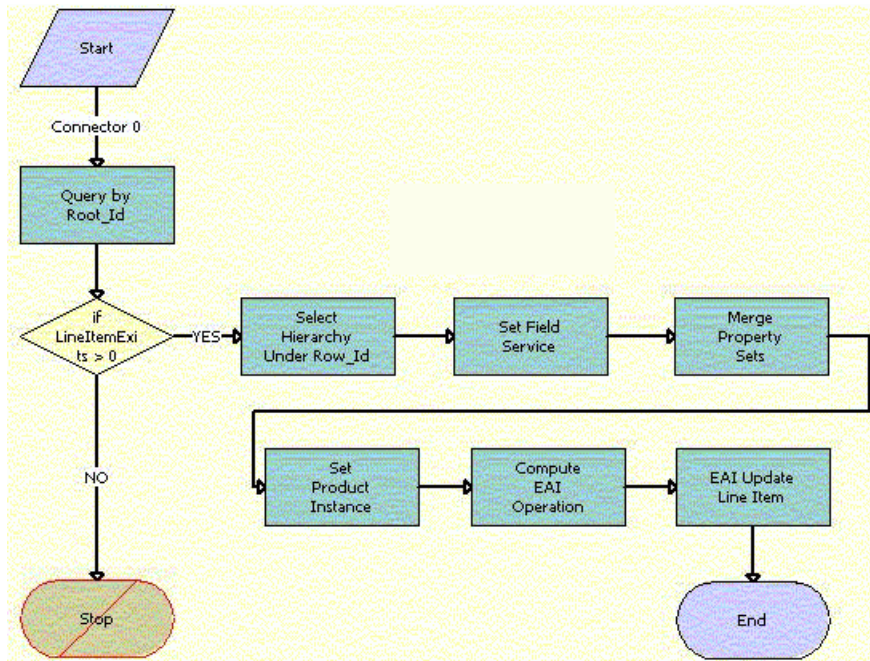 Start
Connector 0
Query by
Root_Id
if
LineItemExi
ts > 0
YES
Select
Hierarchy
Under Row_Id
Set Field
Service
Merge
Property
Sets
NO
Set
Product
Instance
Compute
EAI
Operation
EAI Update
Line Item
Stop
End